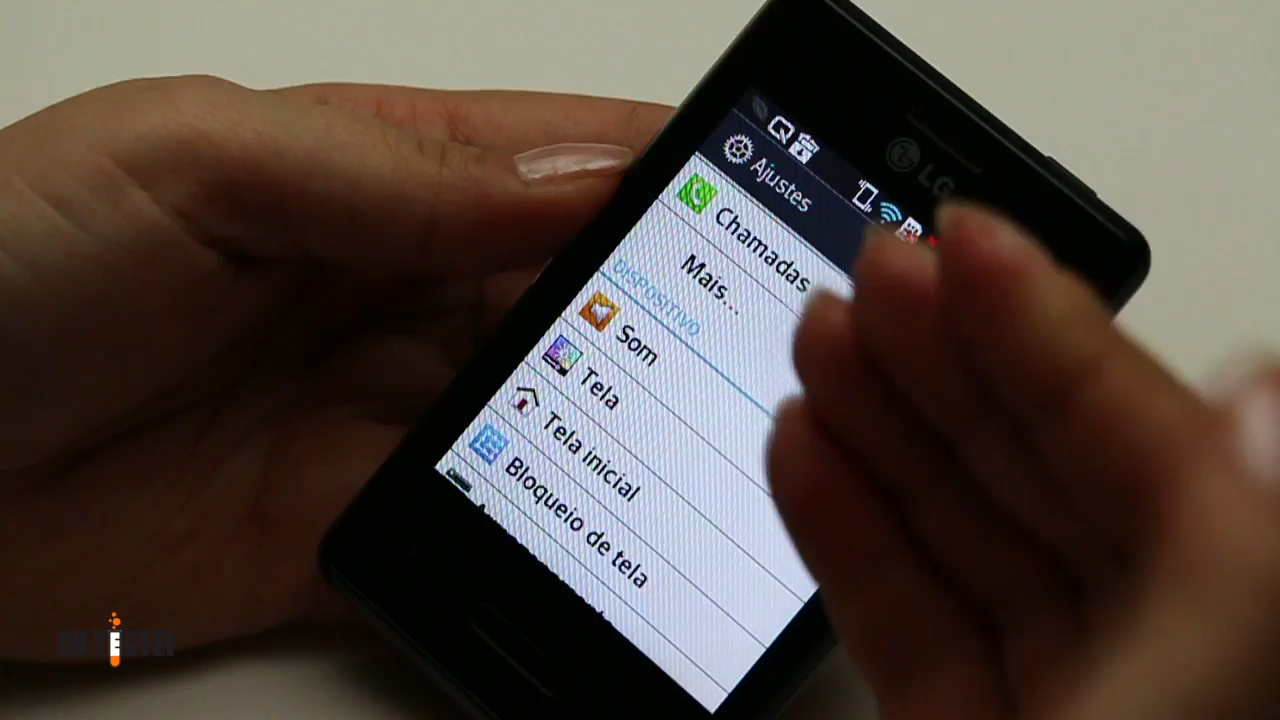 LG
Ajustes
Chamadas
Mais...
DISPOSITIVO
Som
Tela
Tela inicial
Bloqueio de tela